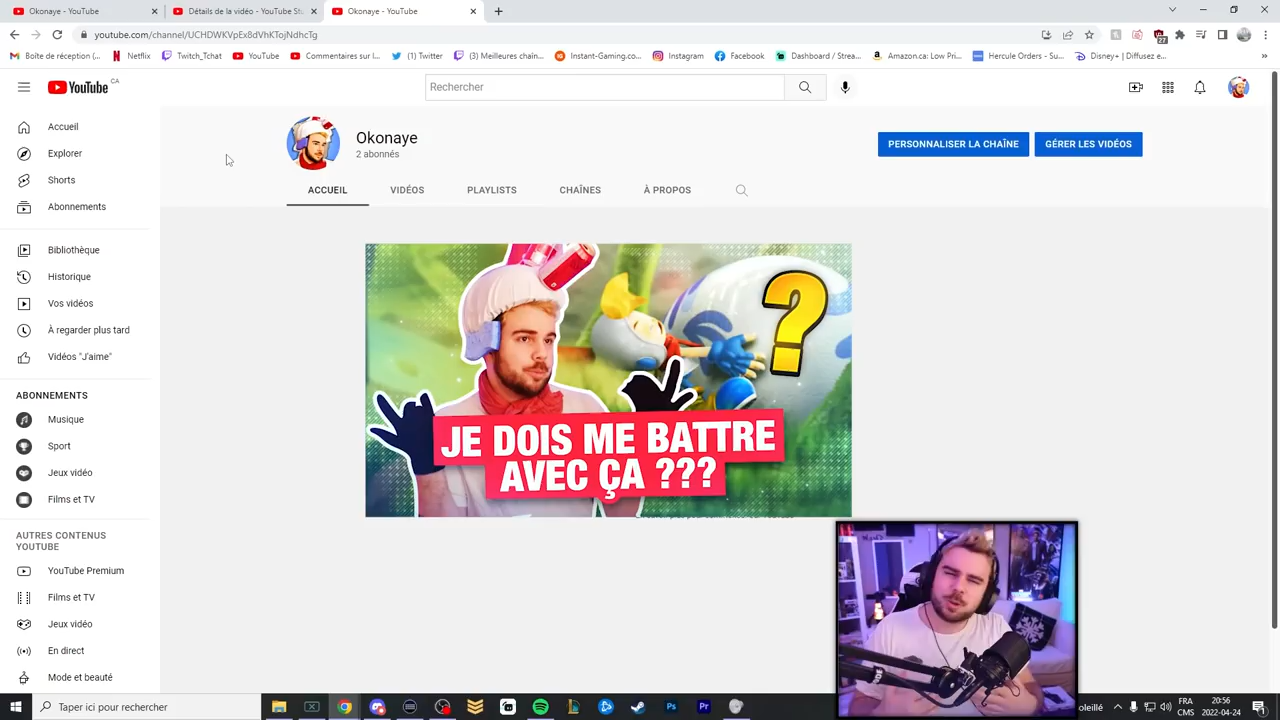 Okonaye - YouTube
Détails de la vidéo - YouTube St
Okonaye - YouTube
youtube.com/channel/UCHDWKVpEx8dVhKTojNdhcTg
Boîte de réception (... Netflix Twitch_Tchat YouTube Commentaires sur l... (1) Twitter (3) Meilleures chaîn... Instant-Gaming.co... Instagram Facebook Dashboard / Strea... Amazon.ca: Low Pri... Hercule Orders - Su... Disney+ | Diffusez e... »
27
YouTube CA
Rechercher
Accueil
Explorer
Shorts
Abonnements
Bibliothèque
Historique
Vos vidéos
À regarder plus tard
Vidéos "J'aime"
ABONNEMENTS
Musique
Sport
Jeux vidéo
Films et TV
AUTRES CONTENUS
YOUTUBE
YouTube Premium
Films et TV
Jeux vidéo
En direct
Mode et beauté
Okonaye
2 abonnés
PERSONNALISER LA CHAÎNE
GÉRER LES VIDÉOS
ACCUEIL VIDÉOS PLAYLISTS CHAÎNES À PROPOS
?
JE DOIS ME BATTRE
AVEC ÇA ???
Taper ici pour rechercher
Ps
Pr
oleillé
FRA
CMS
20:56
2022-04-24